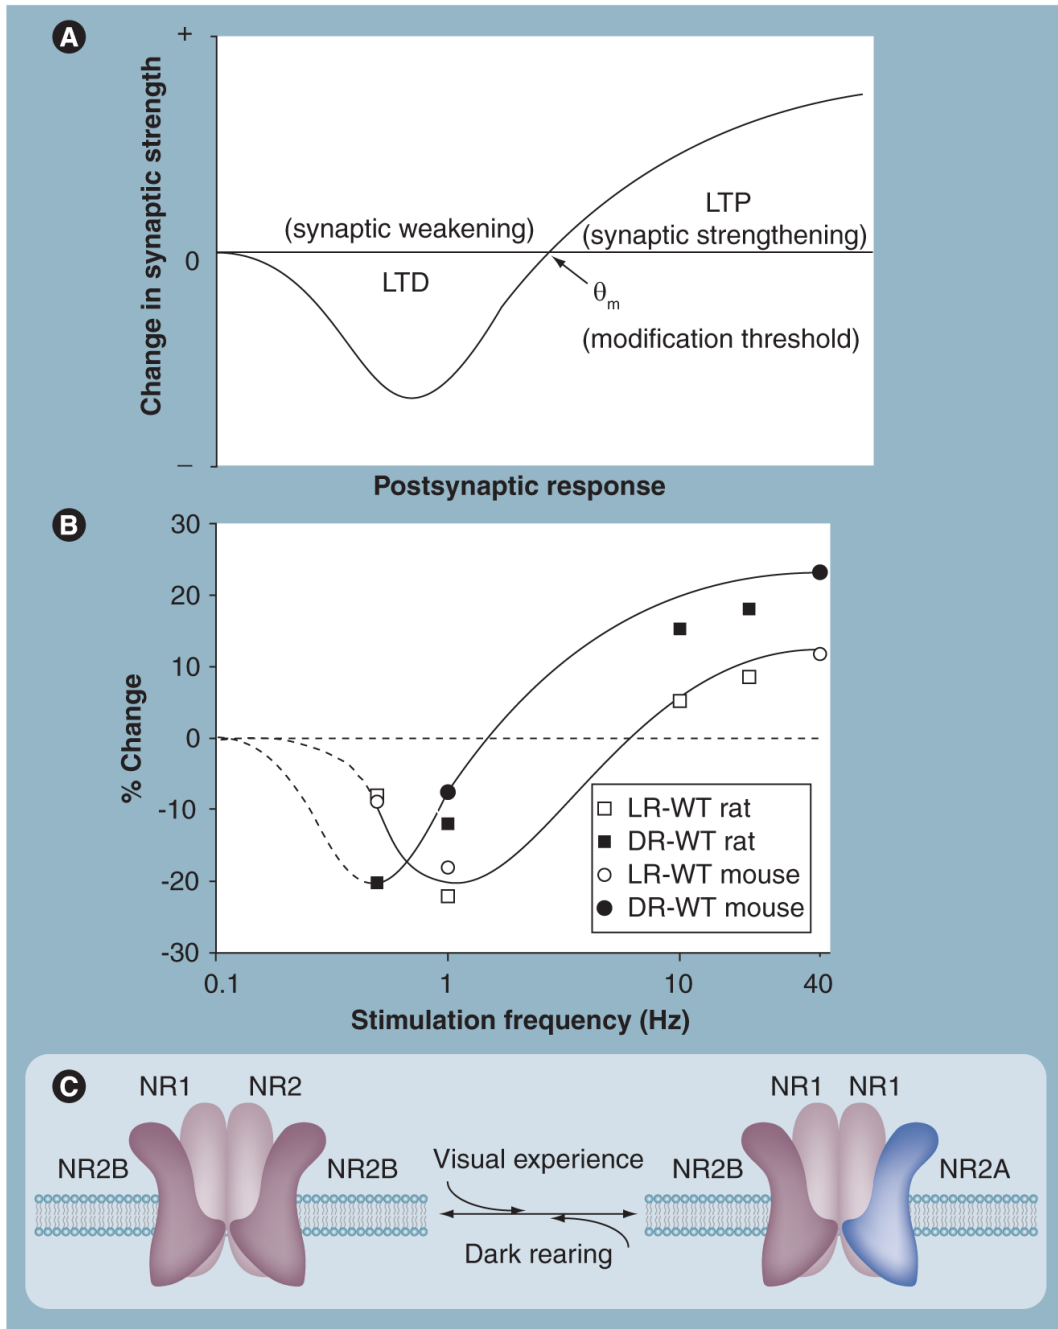 A
+
Change in synaptic strength
0
–
(synaptic weakening)
LTD
LTP
(synaptic strengthening)
θm
(modification threshold)
Postsynaptic response
B
30
20
10
0
-10
-20
-30
% Change
LR-WT rat
DR-WT rat
LR-WT mouse
DR-WT mouse
0.1 1 10 40
Stimulation frequency (Hz)
C
NR1 NR2
NR2B NR2B
Visual experience
Dark rearing
NR1 NR1
NR2B NR2A